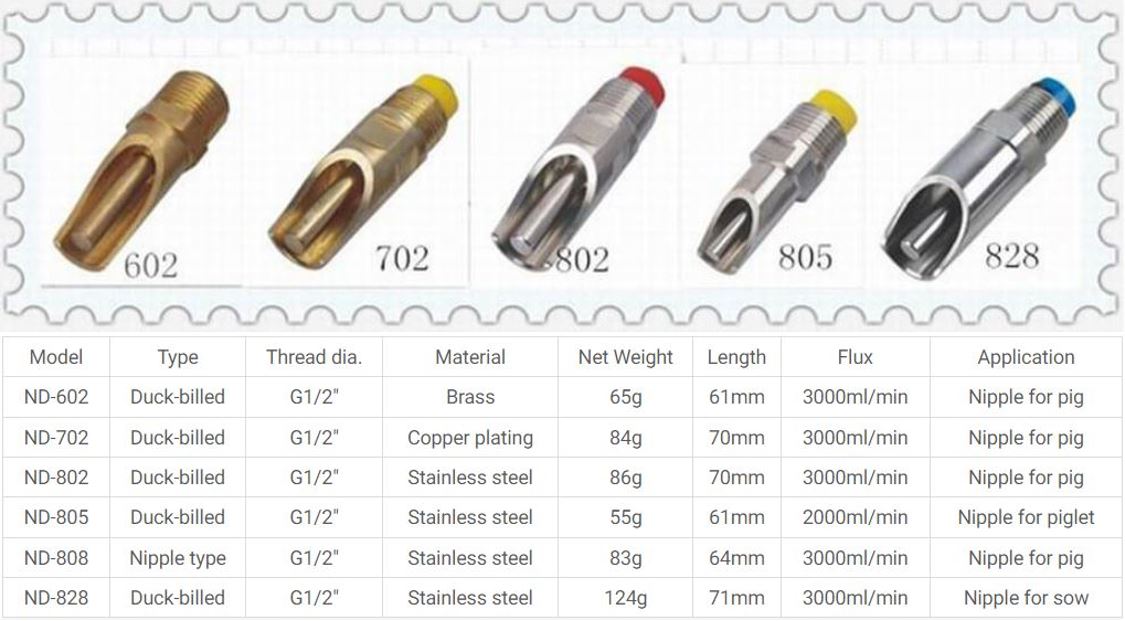 602
702
802
805
828
Model Type Thread dia. Material Net Weight Length Flux Application
ND-602 Duck-billed G1/2" Brass 65g 61mm 3000ml/min Nipple for pig
ND-702 Duck-billed G1/2" Copper plating 84g 70mm 3000ml/min Nipple for pig
ND-802 Duck-billed G1/2" Stainless steel 86g 70mm 3000ml/min Nipple for pig
ND-805 Duck-billed G1/2" Stainless steel 55g 61mm 2000ml/min Nipple for piglet
ND-808 Nipple type G1/2" Stainless steel 83g 64mm 3000ml/min Nipple for pig
ND-828 Duck-billed G1/2" Stainless steel 124g 71mm 3000ml/min Nipple for sow